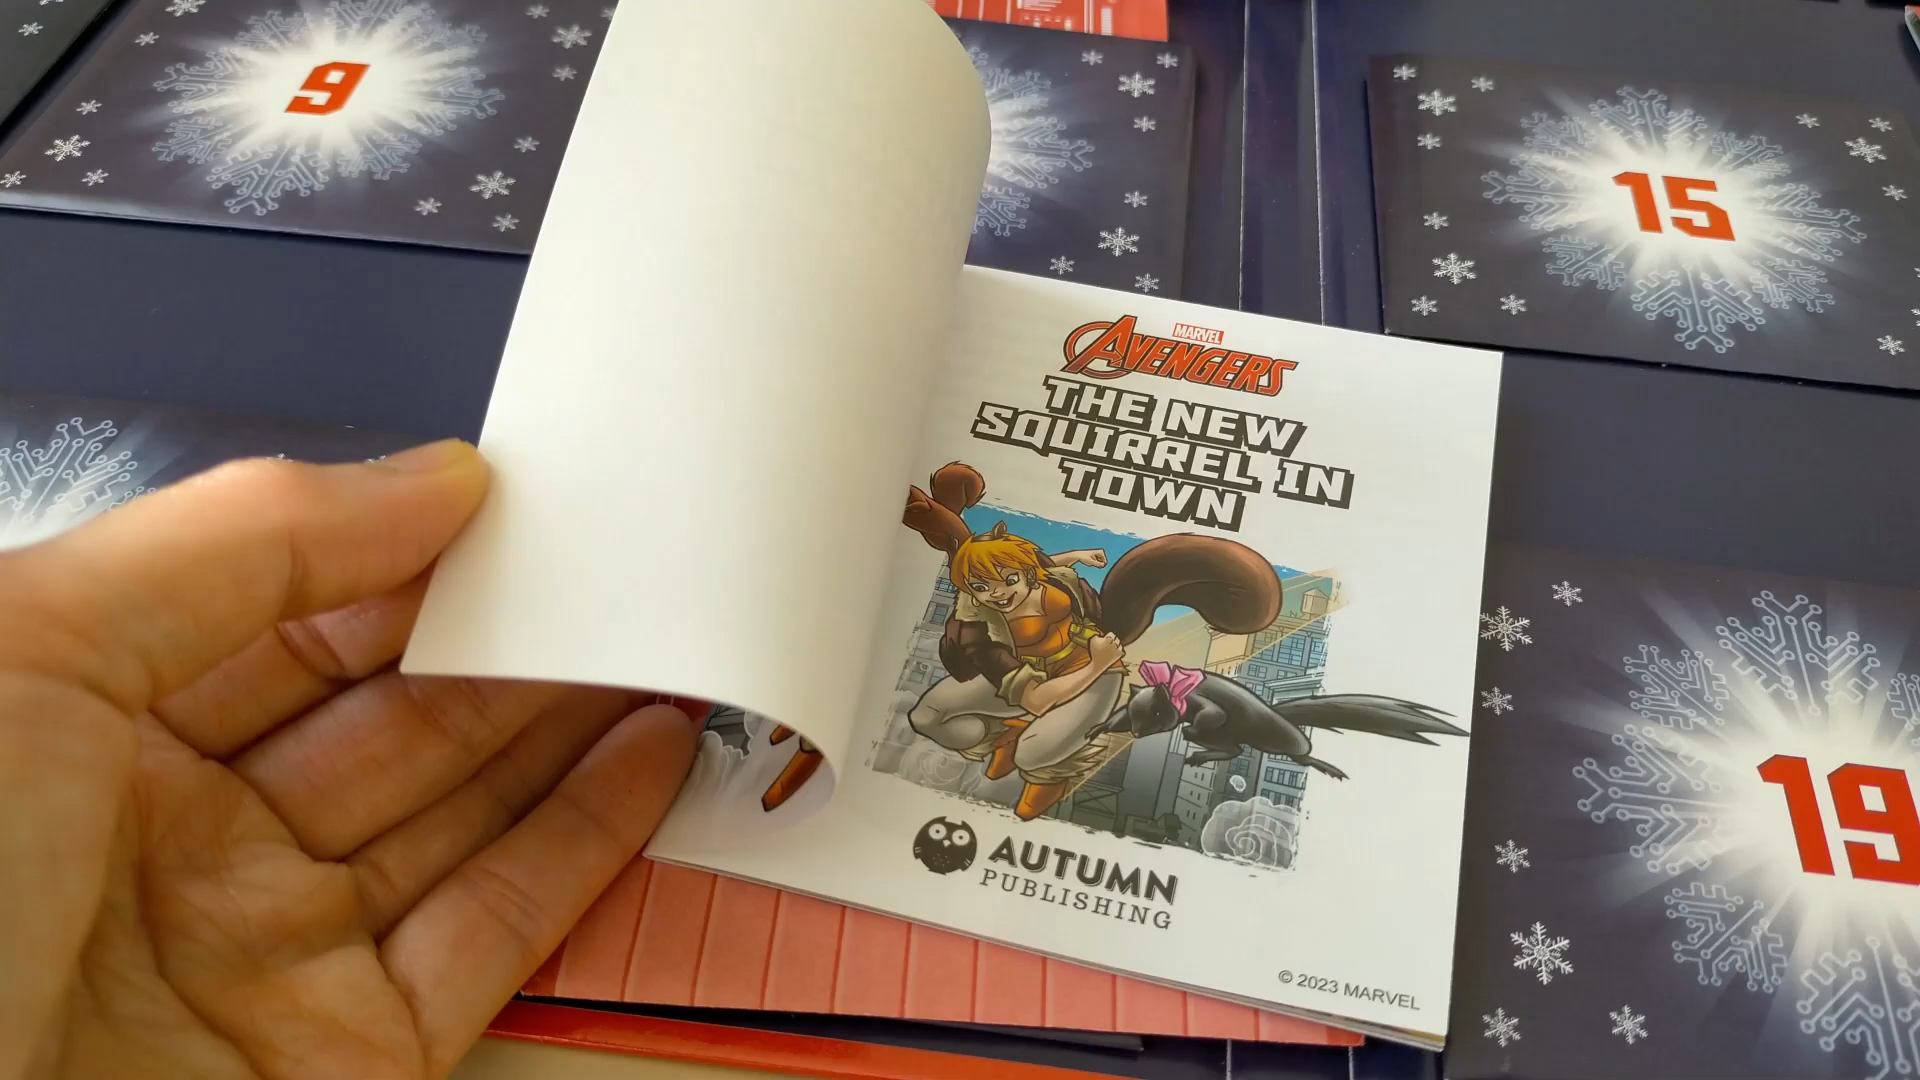 9
15
MARVEL
AVENGERS
THE NEW
SQUIRREL IN
TOWN
AUTUMN
PUBLISHING
© 2023 MARVEL
19